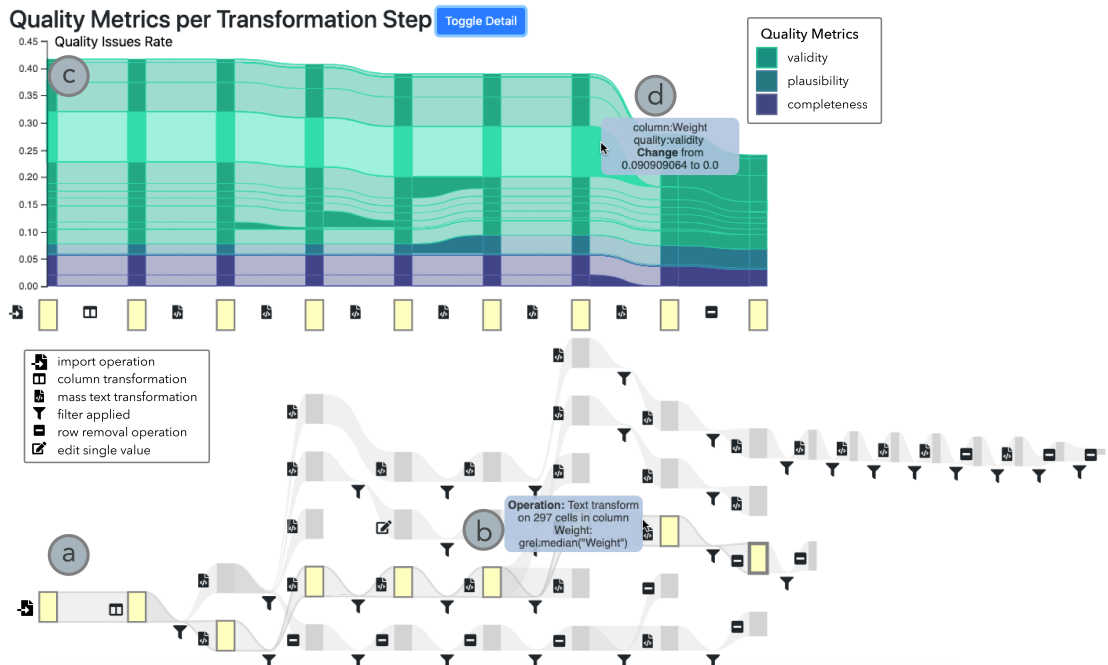 Quality Metrics per Transformation Step
Toggle Detail
Quality Issues Rate
0.45
0.40
0.35
0.30
0.25
0.20
0.15
0.10
0.05
0.00
c
d
column:Weight
quality:validity
Change from
0.090909064 to 0.0
Quality Metrics
validity
plausibility
completeness
import operation
column transformation
mass text transformation
filter applied
row removal operation
edit single value
a
b
Operation: Text transform
on 297 cells in column
Weight:
grel:median("Weight")